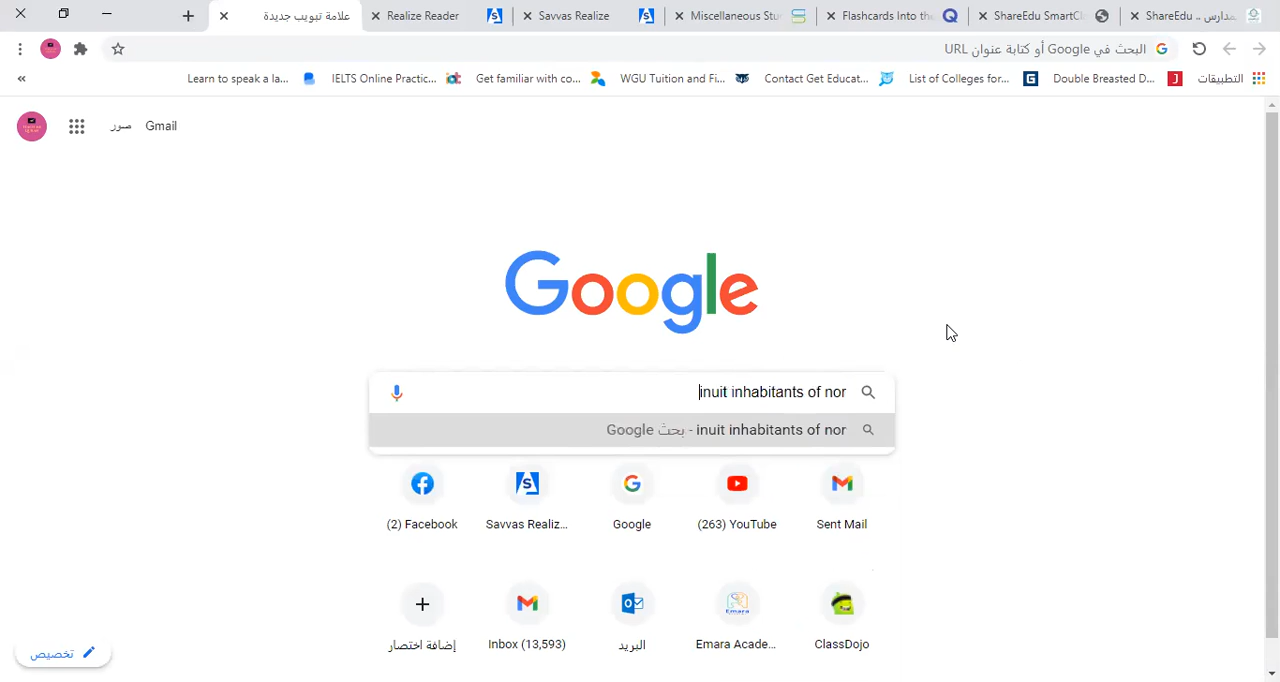 علامة تبويب جديدة
Realize Reader
Savvas Realize
Miscellaneous Stu
Flashcards Into the
ShareEdu SmartCl
ShareEdu .. المدارس
البحث في Google أو كتابة عنوان URL
Learn to speak a la...
IELTS Online Practic...
Get familiar with co...
WGU Tuition and Fi...
Contact Get Educat...
List of Colleges for...
Double Breasted D...
التطبيقات
صور
Gmail
Google
inuit inhabitants of nor
inuit inhabitants of nor - بحث Google
(2) Facebook
Savvas Realiz...
Google
(263) YouTube
Sent Mail
إضافة اختصار
Inbox (13,593)
البريد
Emara Acade...
ClassDojo
تخصيص